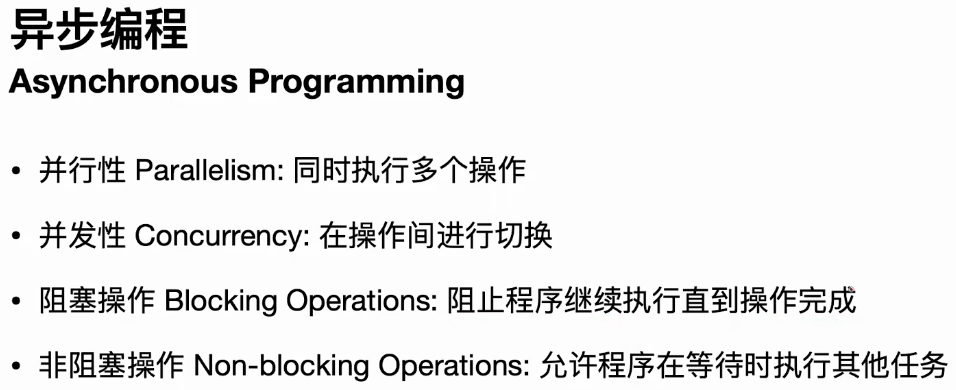 异步编程
Asynchronous Programming
• 并行性 Parallelism: 同时执行多个操作
• 并发性 Concurrency: 在操作间进行切换
• 阻塞操作 Blocking Operations: 阻止程序继续执行直到操作完成
• 非阻塞操作 Non-blocking Operations: 允许程序在等待时执行其他任务